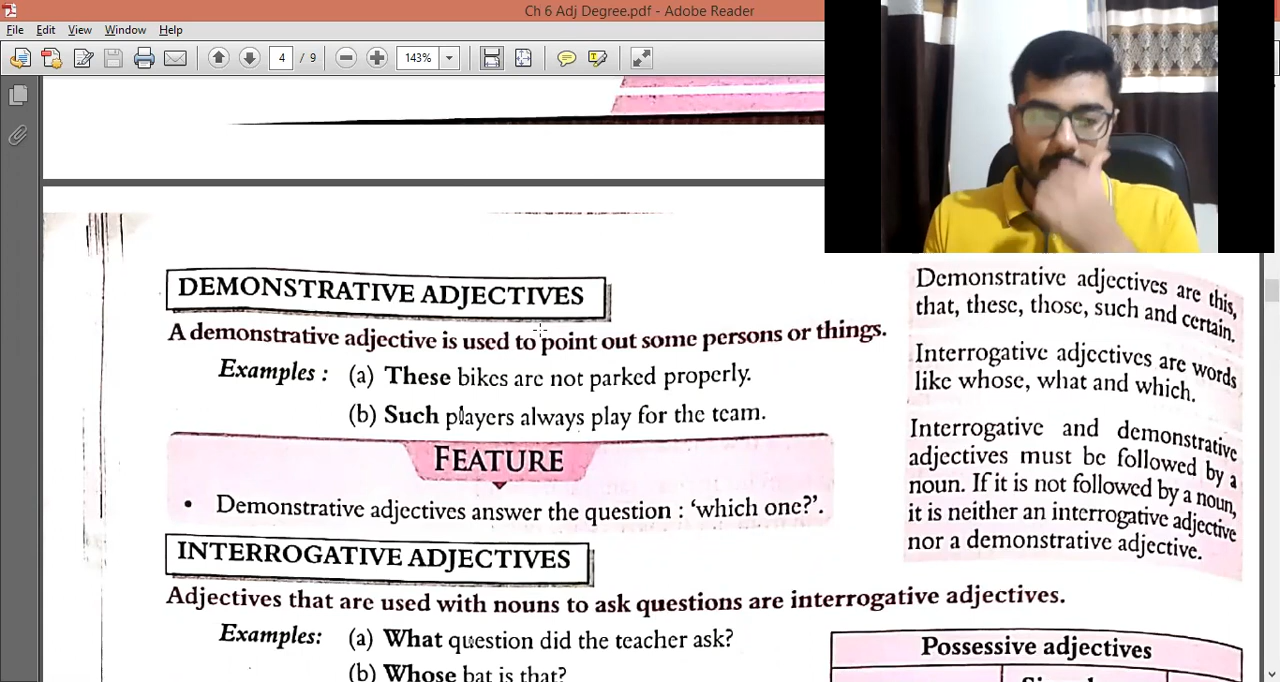 Ch 6 Adj Degree.pdf - Adobe Reader
File Edit View Window Help
4 / 9 143%
DEMONSTRATIVE ADJECTIVES
A demonstrative adjective is used to point out some persons or things.
Examples : (a) These bikes are not parked properly.
(b) Such players always play for the team.
FEATURE
• Demonstrative adjectives answer the question : ‘which one?’.
INTERROGATIVE ADJECTIVES
Adjectives that are used with nouns to ask questions are interrogative adjectives.
Examples: (a) What question did the teacher ask?
(b) Whose bat is that?
Demonstrative adjectives are this,
that, these, those, such and certain.
Interrogative adjectives are words
like whose, what and which.
Interrogative and demonstrative
adjectives must be followed by a
noun. If it is not followed by a noun,
it is neither an interrogative adjective
nor a demonstrative adjective.
Possessive adjectives